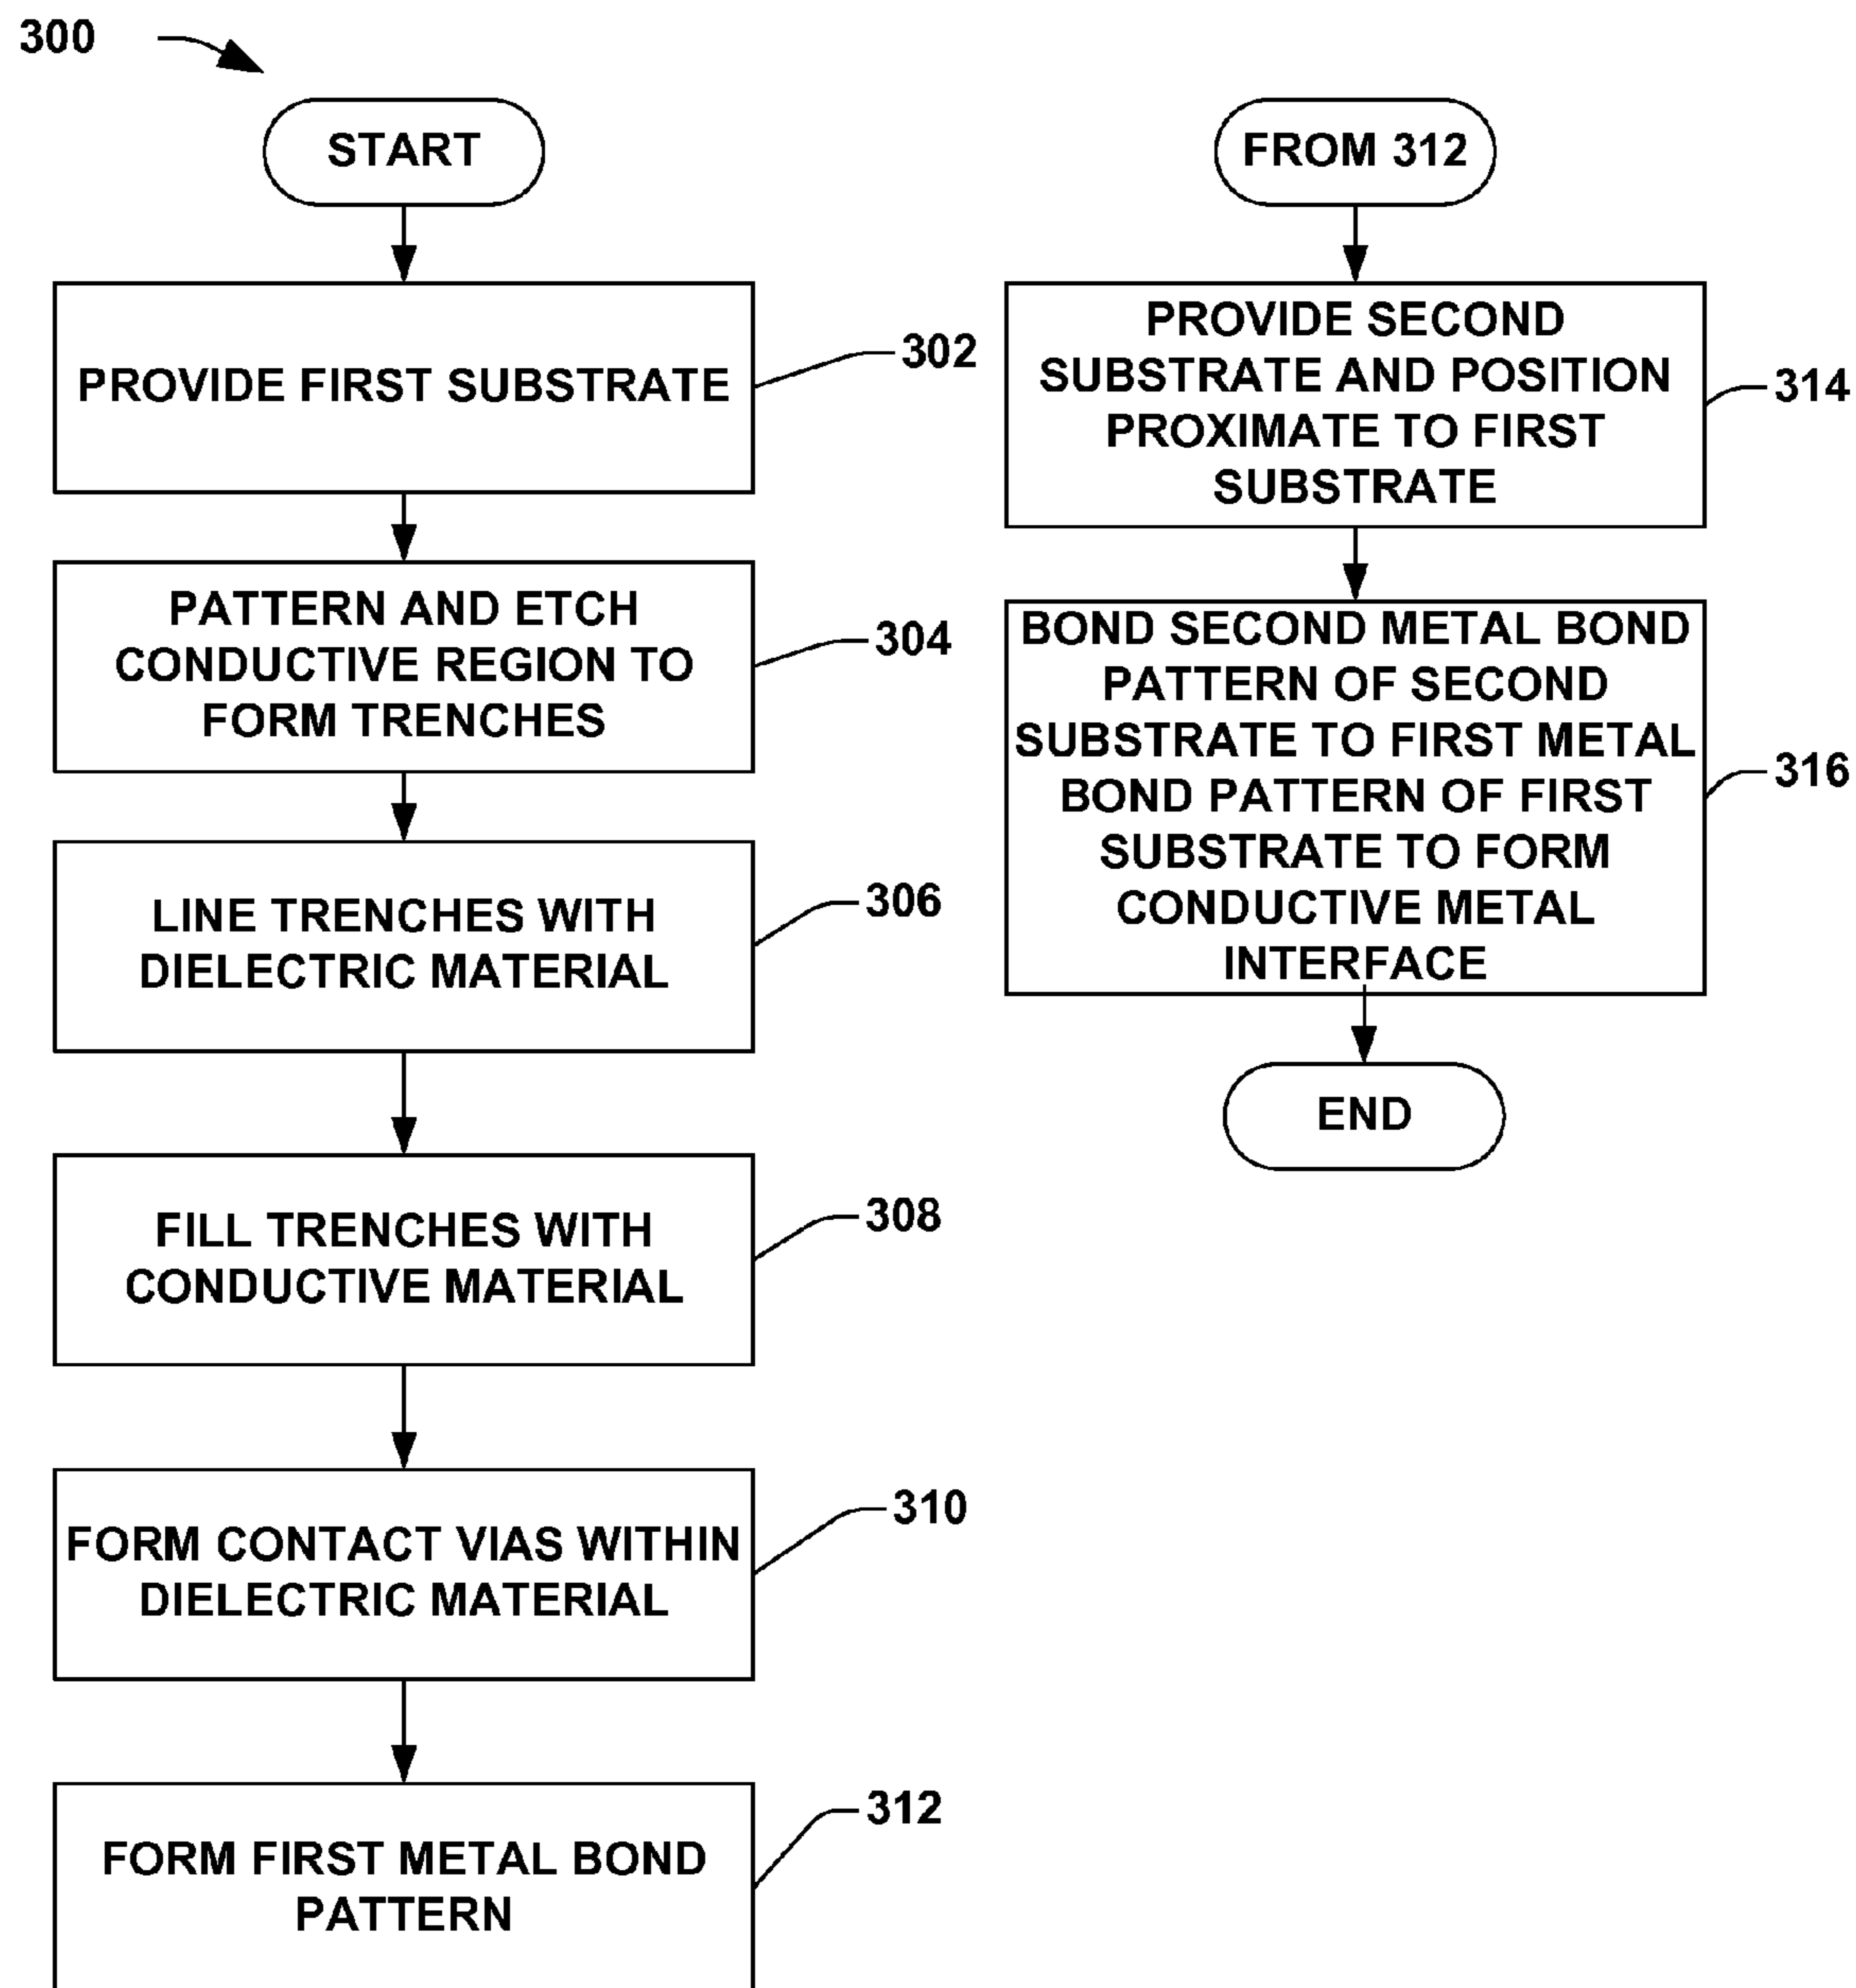 300
START
PROVIDE FIRST SUBSTRATE
302
PATTERN AND ETCH
CONDUCTIVE REGION TO
FORM TRENCHES
304
LINE TRENCHES WITH
DIELECTRIC MATERIAL
306
FILL TRENCHES WITH
CONDUCTIVE MATERIAL
308
FORM CONTACT VIAS WITHIN
DIELECTRIC MATERIAL
310
FORM FIRST METAL BOND
PATTERN
312
FROM 312
PROVIDE SECOND
SUBSTRATE AND POSITION
PROXIMATE TO FIRST
SUBSTRATE
314
BOND SECOND METAL BOND
PATTERN OF SECOND
SUBSTRATE TO FIRST METAL
BOND PATTERN OF FIRST
SUBSTRATE TO FORM
CONDUCTIVE METAL
INTERFACE
316
END